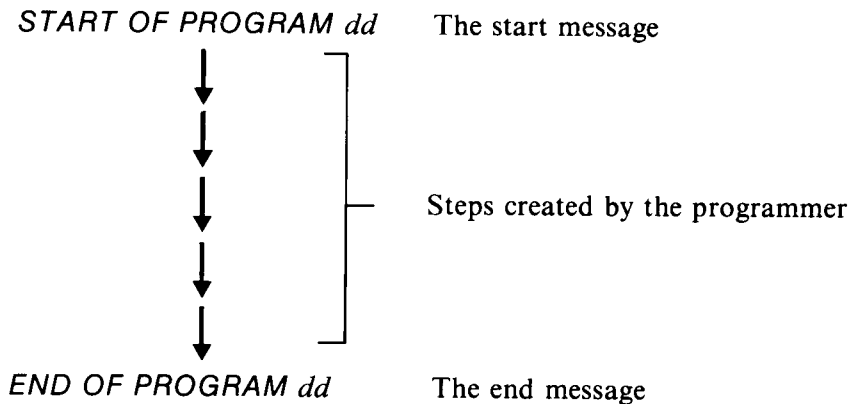 START OF PROGRAM dd The start message
Steps created by the programmer
END OF PROGRAM dd The end message